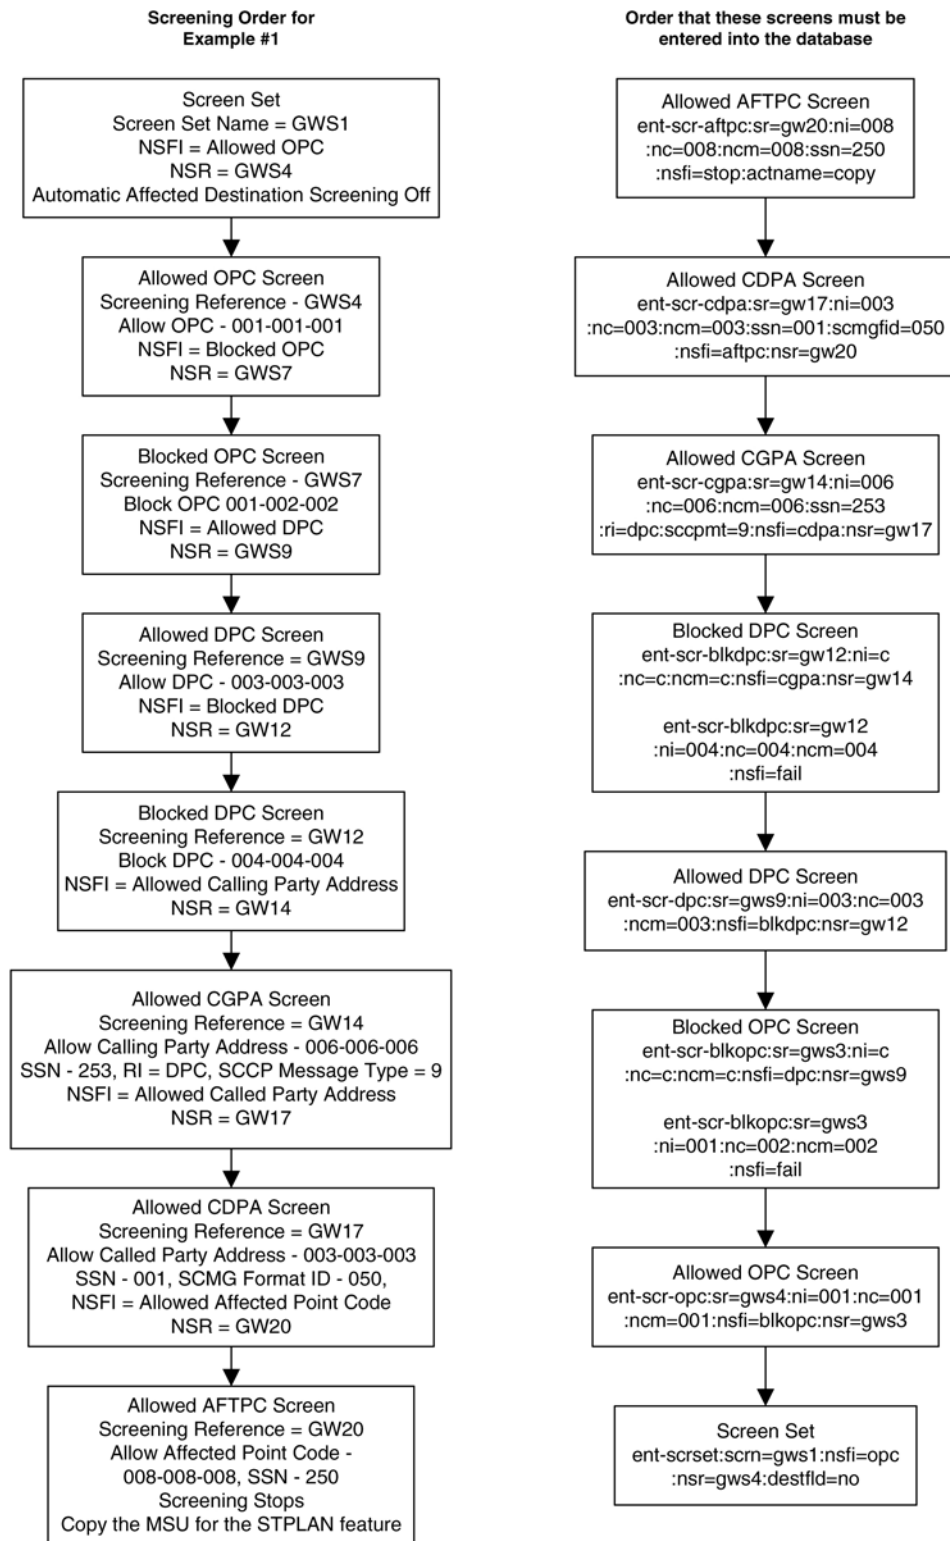 Screening Order for
Example #1
Screen Set
Screen Set Name = GWS1
NSFI = Allowed OPC
NSR = GWS4
Automatic Affected Destination Screening Off
Allowed OPC Screen
Screening Reference - GWS4
Allow OPC - 001-001-001
NSFI = Blocked OPC
NSR = GWS7
Blocked OPC Screen
Screening Reference - GWS7
Block OPC 001-002-002
NSFI = Allowed DPC
NSR = GWS9
Allowed DPC Screen
Screening Reference = GWS9
Allow DPC - 003-003-003
NSFI = Blocked DPC
NSR = GW12
Blocked DPC Screen
Screening Reference = GW12
Block DPC - 004-004-004
NSFI = Allowed Calling Party Address
NSR = GW14
Allowed CGPA Screen
Screening Reference = GW14
Allow Calling Party Address - 006-006-006
SSN - 253, RI = DPC, SCCP Message Type = 9
NSFI = Allowed Called Party Address
NSR = GW17
Allowed CDPA Screen
Screening Reference = GW17
Allow Called Party Address - 003-003-003
SSN - 001, SCMG Format ID - 050,
NSFI = Allowed Affected Point Code
NSR = GW20
Allowed AFTPC Screen
Screening Reference = GW20
Allow Affected Point Code -
008-008-008, SSN - 250
Screening Stops
Copy the MSU for the STPLAN feature
Order that these screens must be
entered into the database
Allowed AFTPC Screen
ent-scr-aftpc:sr=gw20:ni=008
:nc=008:ncm=008:ssn=250
:nsfi=stop:actname=copy
Allowed CDPA Screen
ent-scr-cdpa:sr=gw17:ni=003
:nc=003:ncm=003:ssn=001:scmgfid=050
:nsfi=aftpc:nsr=gw20
Allowed CGPA Screen
ent-scr-cgpa:sr=gw14:ni=006
:nc=006:ncm=006:ssn=253
:ri=dpc:sccpmt=9:nsfi=cdpa:nsr=gw17
Blocked DPC Screen
ent-scr-blkdpc:sr=gw12:ni=c
:nc=c:ncm=c:nsfi=cgpa:nsr=gw14
ent-scr-blkdpc:sr=gw12
:ni=004:nc=004:ncm=004
:nsfi=fail
Allowed DPC Screen
ent-scr-dpc:sr=gws9:ni=003:nc=003
:ncm=003:nsfi=blkdpc:nsr=gw12
Blocked OPC Screen
ent-scr-blkopc:sr=gws3:ni=c
:nc=c:ncm=c:nsfi=dpc:nsr=gws9
ent-scr-blkopc:sr=gws3
:ni=001:nc=002:ncm=002
:nsfi=fail
Allowed OPC Screen
ent-scr-opc:sr=gws4:ni=001:nc=001
:ncm=001:nsfi=blkopc:nsr=gws3
Screen Set
ent-scrset:scrn=gws1:nsfi=opc
:nsr=gws4:destfld=no